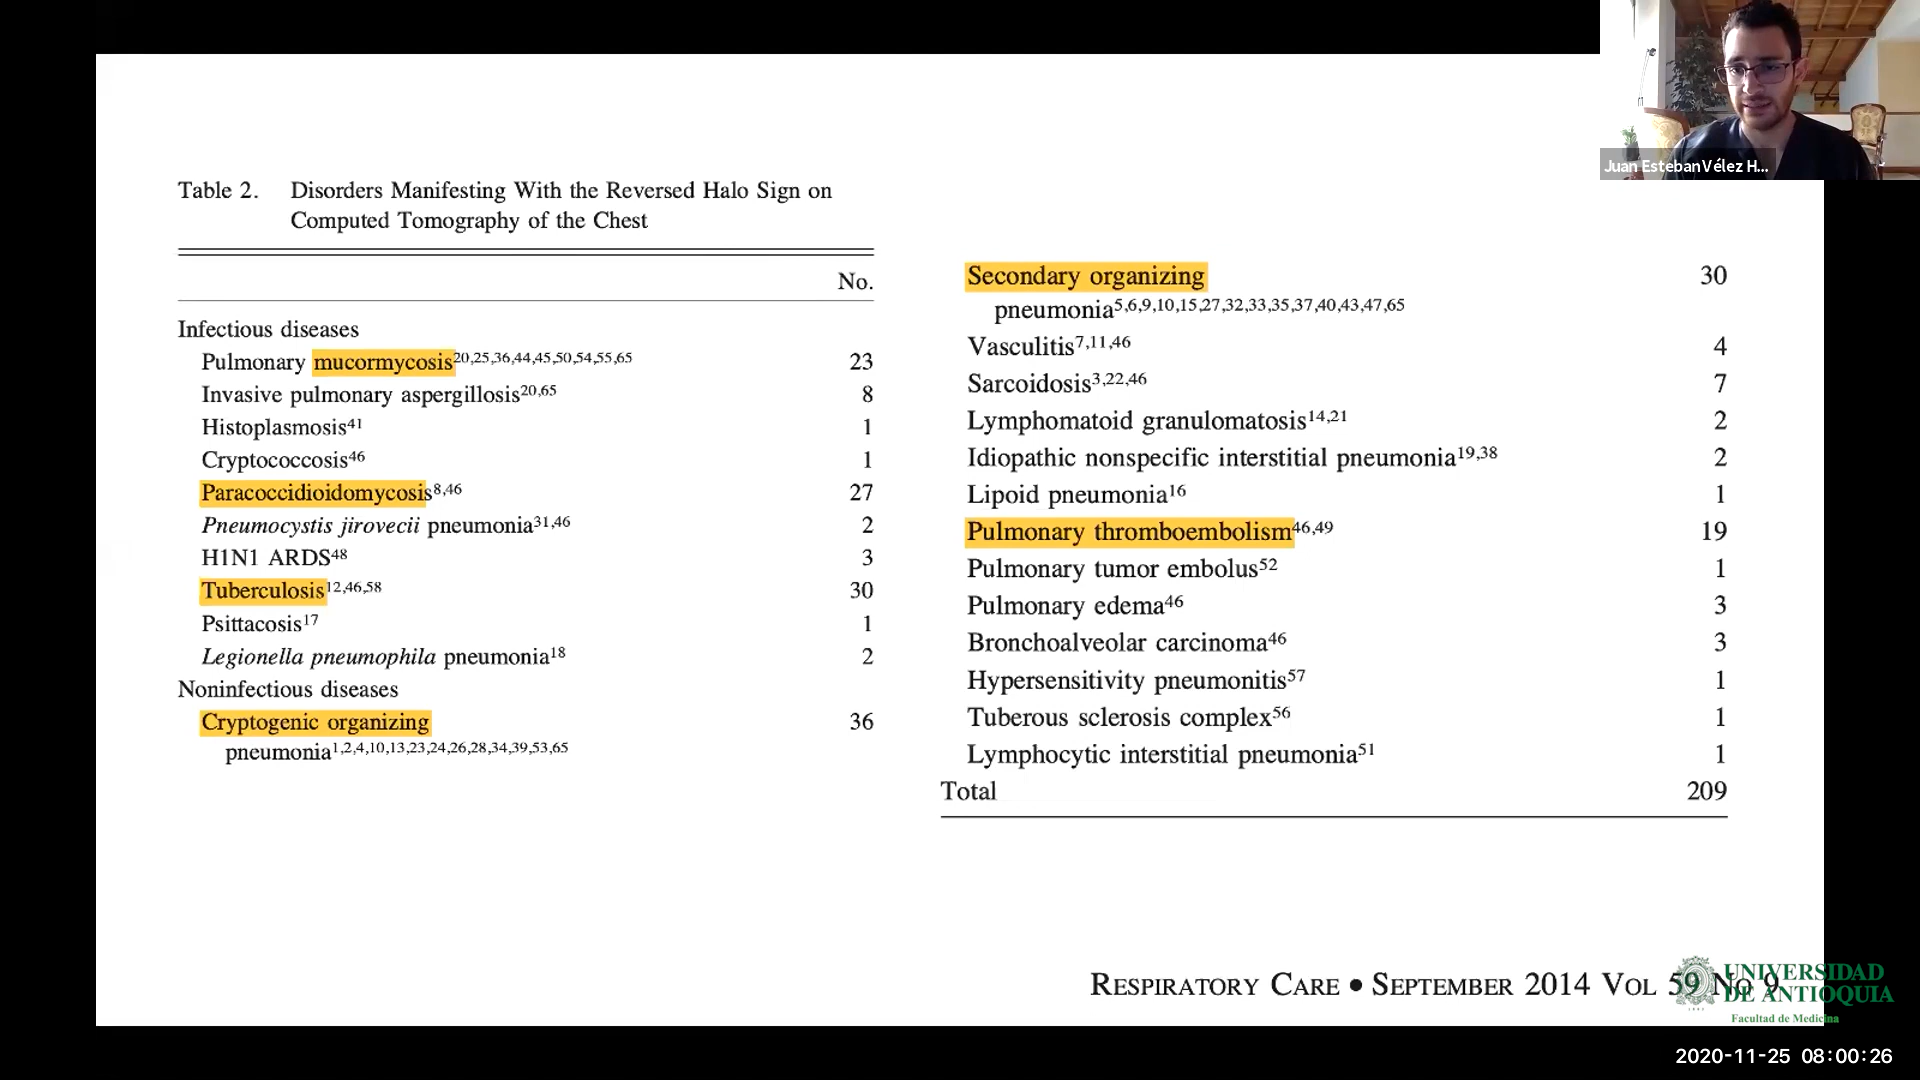 Juan Esteban Vélez H...
Table 2. Disorders Manifesting With the Reversed Halo Sign on
Computed Tomography of the Chest
No.
Infectious diseases
Pulmonary mucormycosis20,25,36,44,45,50,54,55,65 23
Invasive pulmonary aspergillosis20,65 8
Histoplasmosis41 1
Cryptococcosis46 1
Paracoccidioidomycosis8,46 27
Pneumocystis jirovecii pneumonia31,46 2
H1N1 ARDS48 3
Tuberculosis12,46,58 30
Psittacosis17 1
Legionella pneumophila pneumonia18 2
Noninfectious diseases
Cryptogenic organizing 36
pneumonia1,2,4,10,13,23,24,26,28,34,39,53,65
Secondary organizing 30
pneumonia5,6,9,10,15,27,32,33,35,37,40,43,47,65
Vasculitis7,11,46 4
Sarcoidosis3,22,46 7
Lymphomatoid granulomatosis14,21 2
Idiopathic nonspecific interstitial pneumonia19,38 2
Lipoid pneumonia16 1
Pulmonary thromboembolism46,49 19
Pulmonary tumor embolus52 1
Pulmonary edema46 3
Bronchoalveolar carcinoma46 3
Hypersensitivity pneumonitis57 1
Tuberous sclerosis complex56 1
Lymphocytic interstitial pneumonia51 1
Total 209
Respiratory Care • September 2014 Vol 59 No 9
UNIVERSIDAD
DE ANTIOQUIA
Facultad de Medicina
2020-11-25 08:00:26